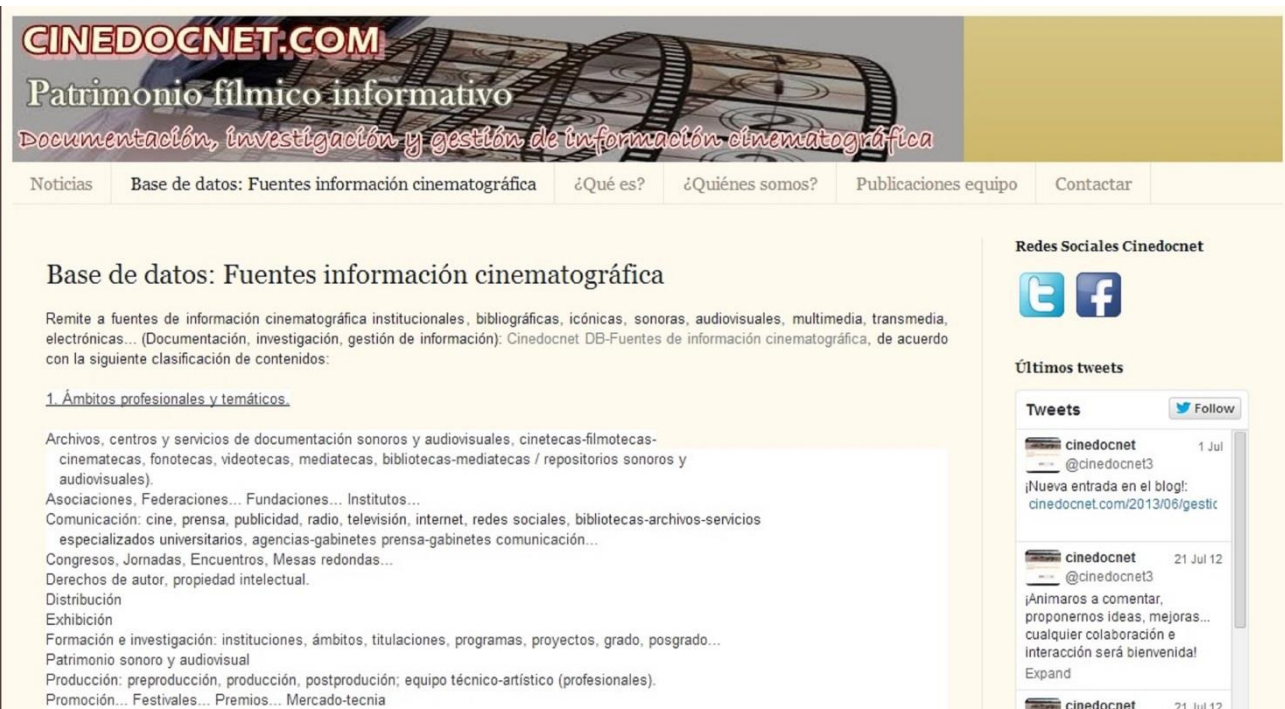 CINEDOCNET.COM
Patrimonio fílmico informativo
Documentación, investigación y gestión de información cinematográfica
Noticias
Base de datos: Fuentes información cinematográfica
¿Qué es?
¿Quiénes somos?
Publicaciones equipo
Contactar
Base de datos: Fuentes información cinematográfica
Remite a fuentes de información cinematográfica institucionales, bibliográficas, icónicas, sonoras, audiovisuales, multimedia, transmedia,
electrónicas... (Documentación, investigación, gestión de información): Cinedocnet DB-Fuentes de información cinematográfica, de acuerdo
con la siguiente clasificación de contenidos:
1. Ámbitos profesionales y temáticos.
Archivos, centros y servicios de documentación sonoros y audiovisuales, cinetecas-filmotecas-
cinematecas, fonotecas, videotecas, mediatecas, bibliotecas-mediatecas / repositorios sonoros y
audiovisuales).
Asociaciones, Federaciones... Fundaciones... Institutos...
Comunicación: cine, prensa, publicidad, radio, televisión, internet, redes sociales, bibliotecas-archivos-servicios
especializados universitarios, agencias-gabinetes prensa-gabinetes comunicación...
Congresos, Jornadas, Encuentros, Mesas redondas...
Derechos de autor, propiedad intelectual.
Distribución
Exhibición
Formación e investigación: instituciones, ámbitos, titulaciones, programas, proyectos, grado, posgrado...
Patrimonio sonoro y audiovisual
Producción: preproducción, producción, postprodución; equipo técnico-artístico (profesionales).
Promoción... Festivales... Premios... Mercado-tecnia
Redes Sociales Cinedocnet
Últimos tweets
Tweets
Follow
cinedocnet
1 Jul
@cinedocnet3
¡Nueva entrada en el blog!:
cinedocnet.com/2013/06/gestic
cinedocnet
21 Jul 12
@cinedocnet3
¡Animaros a comentar,
proponernos ideas, mejoras...
cualquier colaboración e
interacción será bienvenida!
Expand
cinedocnet
21 Jul 12